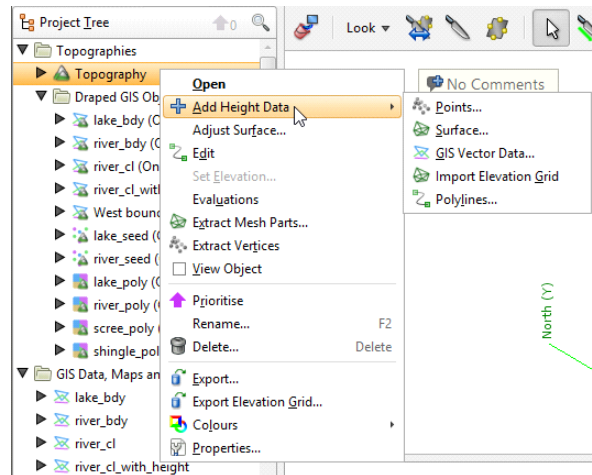 Project Tree
0
Look
Topographies
Topography
Draped GIS Obj
lake_bdy (O
river_bdy (O
river_cl (On
river_cl_with
West bound
lake_seed (O
river_seed (
lake_poly (O
river_poly (O
scree_poly (
shingle_pol
GIS Data, Maps an
lake_bdy
river_bdy
river_cl
river_cl_with_height
Open
Add Height Data
Adjust Surface...
Edit
Set Elevation...
Evaluations
Extract Mesh Parts...
Extract Vertices
View Object
Prioritise
Rename... F2
Delete... Delete
Export...
Export Elevation Grid...
Colours
Properties...
No Comments
Points...
Surface...
GIS Vector Data...
Import Elevation Grid
Polylines...
North (Y)